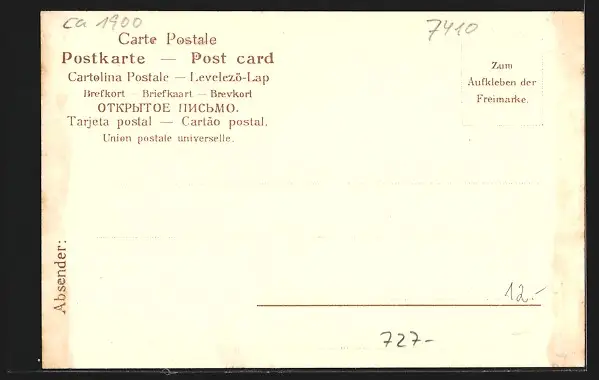 ca 1900
7410
Carte Postale
Postkarte — Post card
Cartolina Postale — Levelező-Lap
Brefkort — Briefkaart — Brevkort
ОТКРЫТОЕ ПИСЬМО.
Tarjeta postal — Cartão postal.
Union postale universelle.
Zum
Aufkleben der
Freimarke.
Absender:
12.-
727-